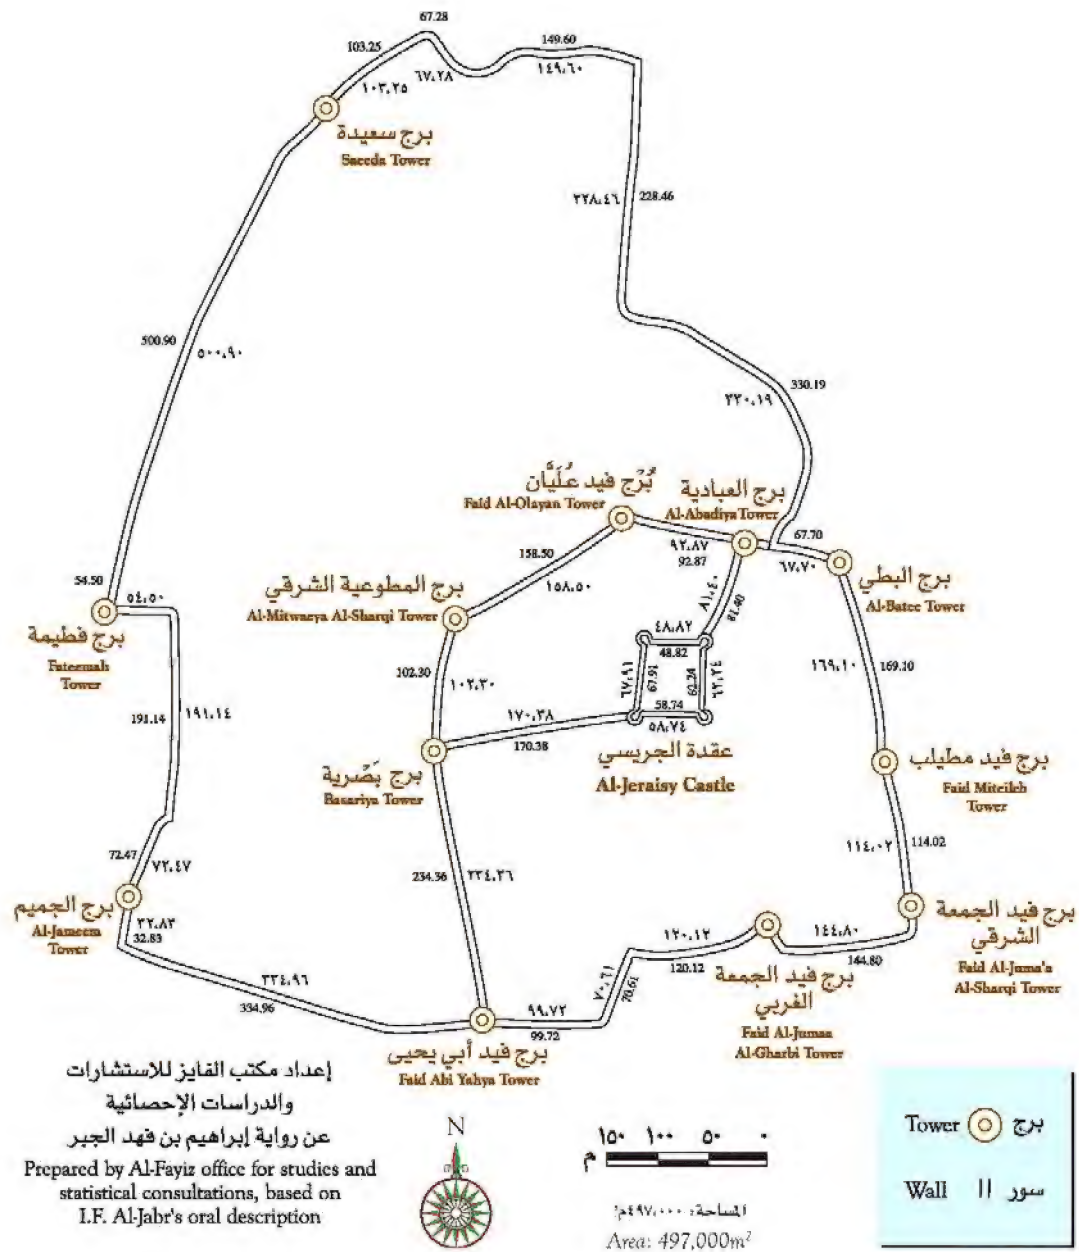 67.28
103.25
١٠٣،٢٥
٦٧،٢٨
149.60
١٤٩،٦٠
برج سعيدة
Saeeda Tower
٢٢٨،٤٦
228.46
500.90
٥٠٠،٩٠
330.19
٣٣٠،١٩
بُرْج فيد عُلَيَّان
Faid Al-Olayan Tower
برج العبادية
Al-Abadiya Tower
٩٢،٨٧
92.87
67.70
٦٧،٧٠
158.50
١٥٨،٥٠
برج البطي
Al-Batee Tower
54.50
٥٤،٥٠
برج فطيمة
Fateemah
Tower
برج المطوعية الشرقي
Al-Mitwaeya Al-Sharqi Tower
٨١،٤٠
81.40
٤٨،٨٢
48.82
٦٧،٩١
67.91
62.24
٦٢،٢٤
58.74
٥٨،٧٤
١٦٩،١٠
169.10
102.30
١٠٢،٣٠
191.14
١٩١،١٤
١٧٠،٣٨
170.38
عقدة الجريسي
Al-Jeraisy Castle
برج بَصْرية
Basariya Tower
برج فيد مطيلب
Faid Miteileb
Tower
72.47
٧٢،٤٧
234.36
٢٣٤،٣٦
١١٤،٠٢
114.02
برج الجميم
Al-Jameem
Tower
٣٢،٨٣
32.83
١٢٠،١٢
120.12
١٤٤،٨٠
144.80
برج فيد الجمعة
الشرقي
Faid Al-Juma'a
Al-Sharqi Tower
٣٣٤،٩٦
334.96
٩٩،٧٢
99.72
٧٠،٦١
70.61
برج فيد الجمعة
الغربي
Faid Al-Jumaa
Al-Gharbi Tower
برج فيد أبي يحيى
Faid Abi Yahya Tower
إعداد مكتب الفايز للاستشارات
والدراسات الإحصائية
عن رواية إبراهيم بن فهد الجبر
Prepared by Al-Fayiz office for studies and
statistical consultations, based on
I.F. Al-Jabr's oral description
N
١٥٠ ١٠٠ ٥٠ ٠
م
المساحة: ٤٩٧،٠٠٠م٢
Area: 497,000m²
Tower برج
Wall سور